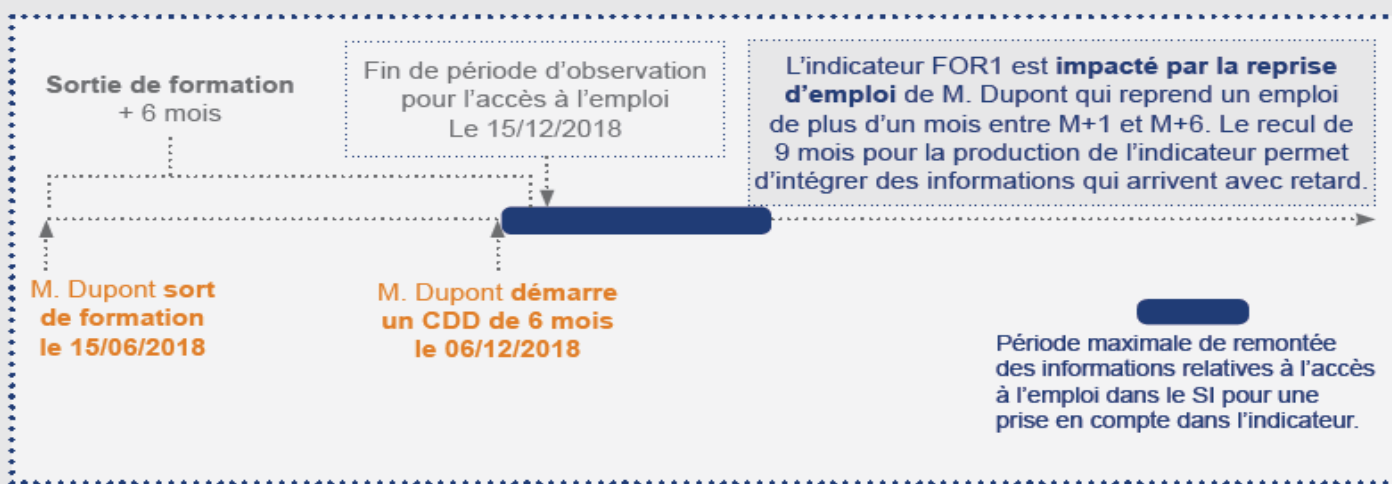 Sortie de formation
+ 6 mois
Fin de période d'observation
pour l'accès à l'emploi
Le 15/12/2018
L'indicateur FOR1 est impacté par la reprise
d'emploi de M. Dupont qui reprend un emploi
de plus d'un mois entre M+1 et M+6. Le recul de
9 mois pour la production de l'indicateur permet
d'intégrer des informations qui arrivent avec retard.
M. Dupont sort
de formation
le 15/06/2018
M. Dupont démarre
un CDD de 6 mois
le 06/12/2018
Période maximale de remontée
des informations relatives à l'accès
à l'emploi dans le SI pour une
prise en compte dans l'indicateur.